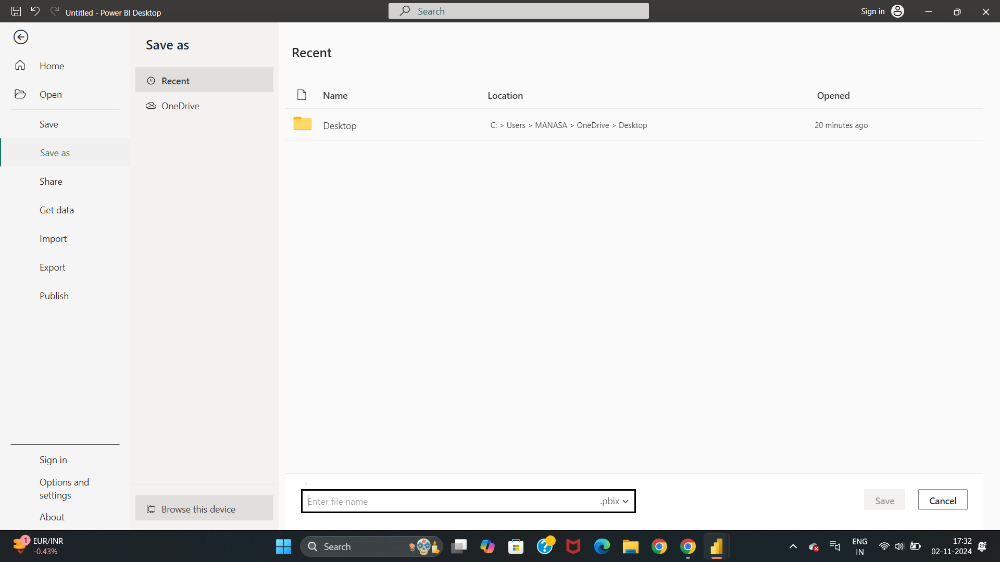 Untitled - Power BI Desktop
Search
Sign in
Home
Open
Save
Save as
Share
Get data
Import
Export
Publish
Sign in
Options and
settings
About
Save as
Recent
OneDrive
Browse this device
Recent
Name Location Opened
Desktop C: > Users > MANASA > OneDrive > Desktop 20 minutes ago
Enter file name .pbix
Save Cancel
1 EUR/INR
-0.43%
Search
ENG
IN
17:32
02-11-2024